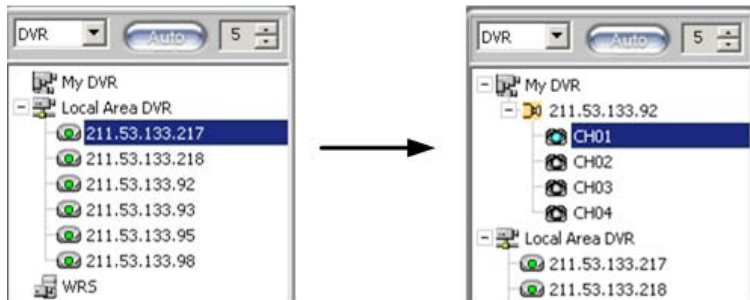 DVR Auto 5
My DVR
Local Area DVR
211.53.133.217
211.53.133.218
211.53.133.92
211.53.133.93
211.53.133.95
211.53.133.98
WRS
DVR Auto 5
My DVR
211.53.133.92
CH01
CH02
CH03
CH04
Local Area DVR
211.53.133.217
211.53.133.218